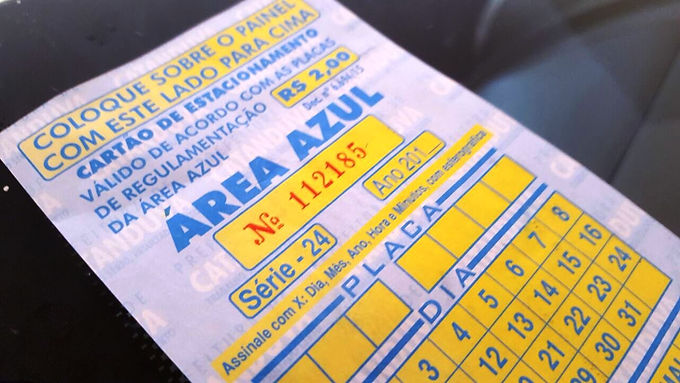 COLOQUE SOBRE O PAINEL
COM ESTE LADO PARA CIMA
CARTÃO DE ESTACIONAMENTO
VÁLIDO DE ACORDO COM AS PLACAS
DE REGULAMENTAÇÃO
DA ÁREA AZUL
R$ 2,00
ÁREA AZUL
Nº 112185
Série - 24
Ano 201
Assinale com X: Dia, Mês, Ano, Hora e Minutos, com esferográfica
PLACA
DIA
3 4 5 6 7 8
12 13 14 15 16
21 22 23 24
29 30 31